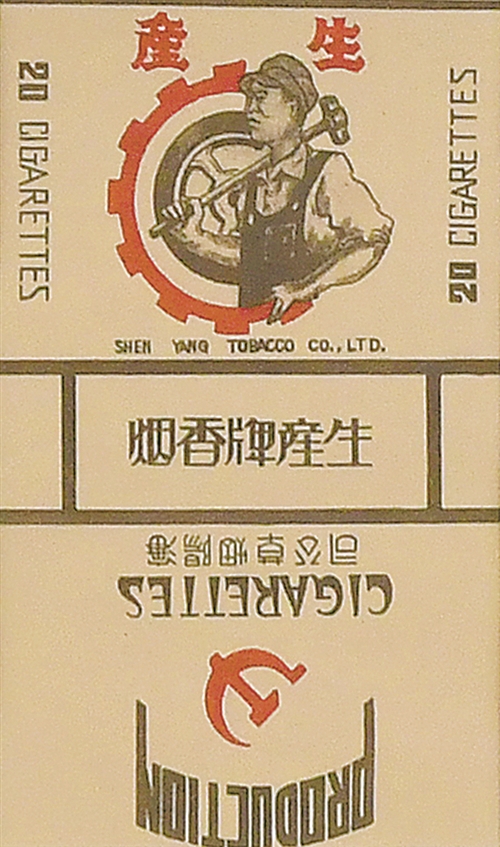 生產
20 CIGARETTES
20 CIGARETTES
SHEN YANG TOBACCO CO., LTD.
生產牌香烟
瀋陽烟草公司
CIGARETTES
PRODUCTION